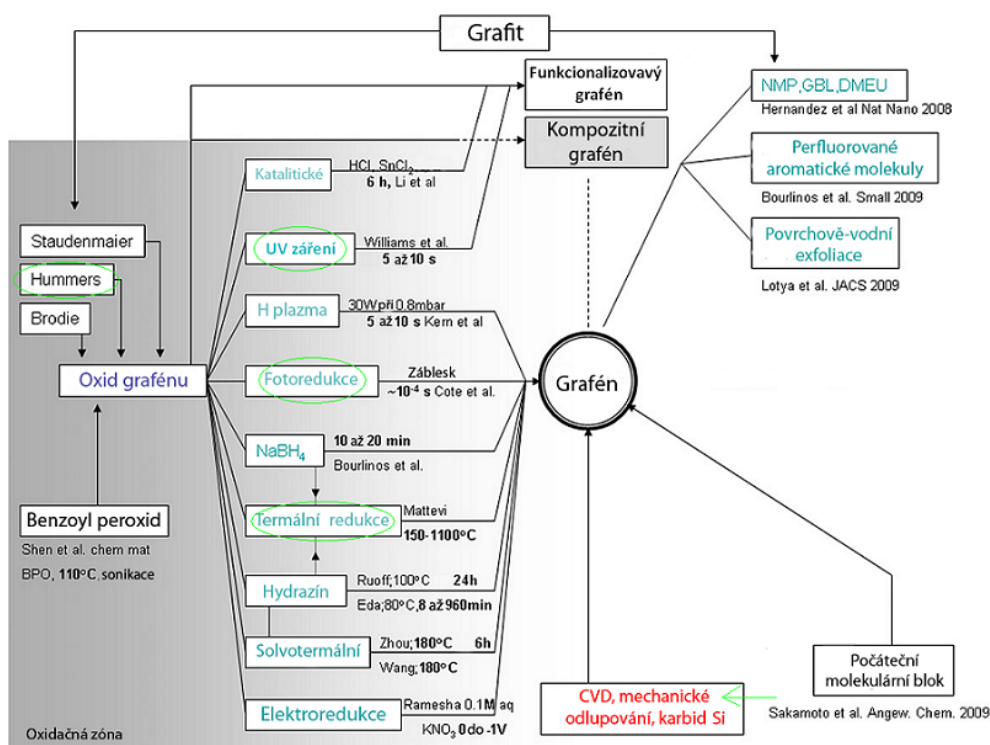 Grafit
Funkcionalizovavý
grafén
Kompozitní
grafén
NMP,GBL,DMEU
Hernandez et al Nat Nano 2008
Perfluorované
aromatické molekuly
Bourlinos et al. Small 2009
Povrchově-vodní
exfoliace
Lotya et al. JACS 2009
Staudenmaier
Hummers
Brodie
Oxid grafénu
Benzoyl peroxid
Shen et al. chem mat
BPO, 110°C, sonikace
Oxidačná zóna
Katalitické
HCl, SnCl2
6 h, Li et al
UV záření
Williams et al.
5 až 10 s
H plazma
30W při 0.8mbar
5 až 10 s Kern et al
Fotoredukce
Záblesk
~10⁻⁴ s Cote et al.
NaBH₄
10 až 20 min
Bourlinos et al.
Termální redukce
Mattevi
150-1100°C
Hydrazín
Ruoff;100°C 24h
Eda;80°C,8 až 960min
Solvotermální
Zhou;180°C 6h
Wang;180°C
Elektroredukce
Ramesha 0.1M aq
KNO₃ 0 do -1V
Grafén
CVD, mechanické
odlupování, karbid Si
Počáteční
molekulární blok
Sakamoto et al. Angew. Chem. 2009